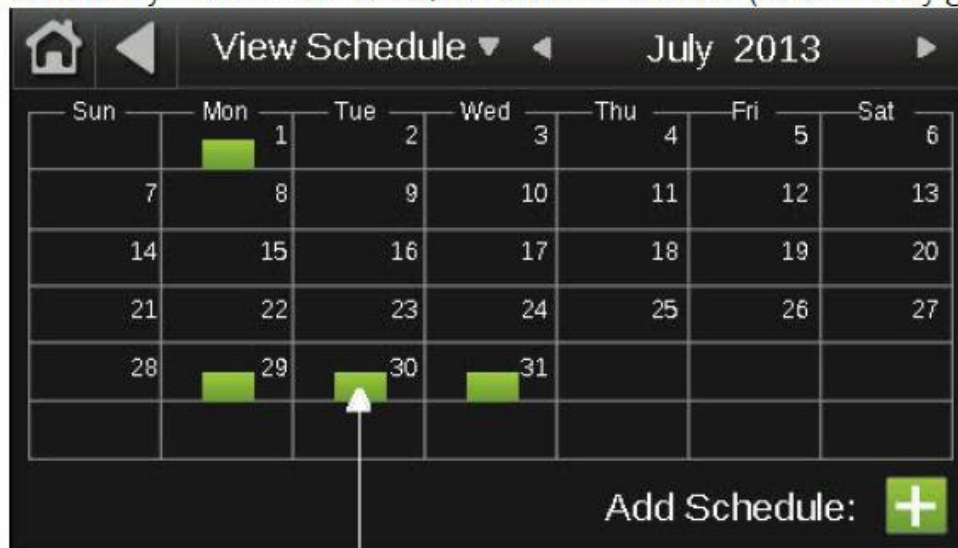 View Schedule July 2013
Sun Mon Tue Wed Thu Fri Sat
1 2 3 4 5 6
7 8 9 10 11 12 13
14 15 16 17 18 19 20
21 22 23 24 25 26 27
28 29 30 31
Add Schedule: